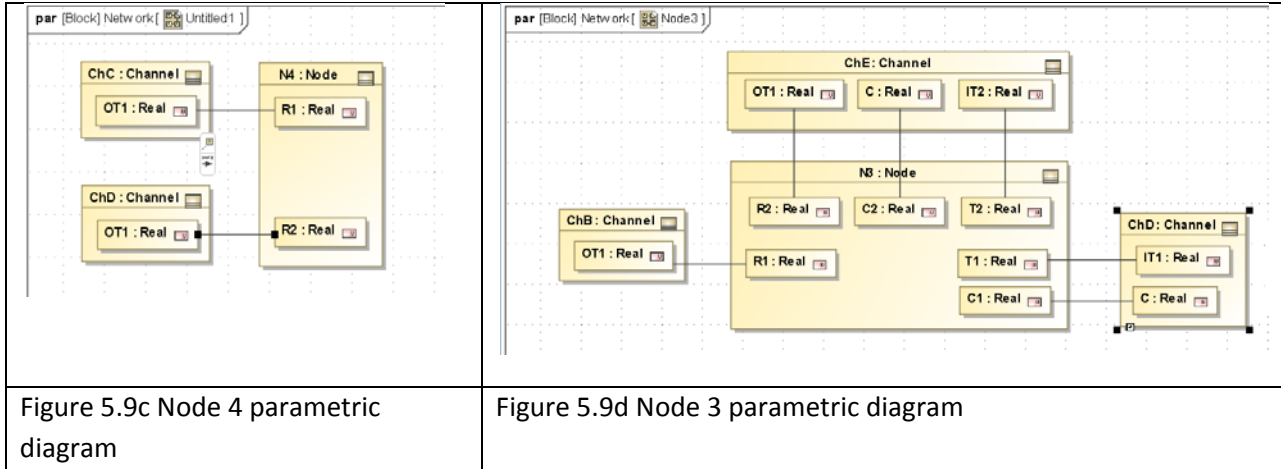 par [Block] Network [ Untitled1 ]
ChC : Channel
OT1 : Real
N4 : Node
R1 : Real
ChD : Channel
OT1 : Real
R2 : Real
Figure 5.9c Node 4 parametric
diagram
par [Block] Network [ Node3 ]
ChE : Channel
OT1 : Real
C : Real
IT2 : Real
N3 : Node
R2 : Real
C2 : Real
T2 : Real
ChB : Channel
OT1 : Real
R1 : Real
T1 : Real
C1 : Real
ChD : Channel
IT1 : Real
C : Real
Figure 5.9d Node 3 parametric diagram